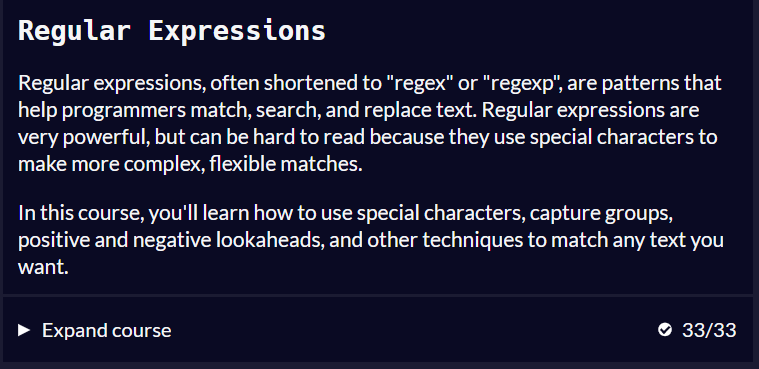 Regular Expressions
Regular expressions, often shortened to "regex" or "regexp", are patterns that
help programmers match, search, and replace text. Regular expressions are
very powerful, but can be hard to read because they use special characters to
make more complex, flexible matches.
In this course, you'll learn how to use special characters, capture groups,
positive and negative lookaheads, and other techniques to match any text you
want.
Expand course 33/33